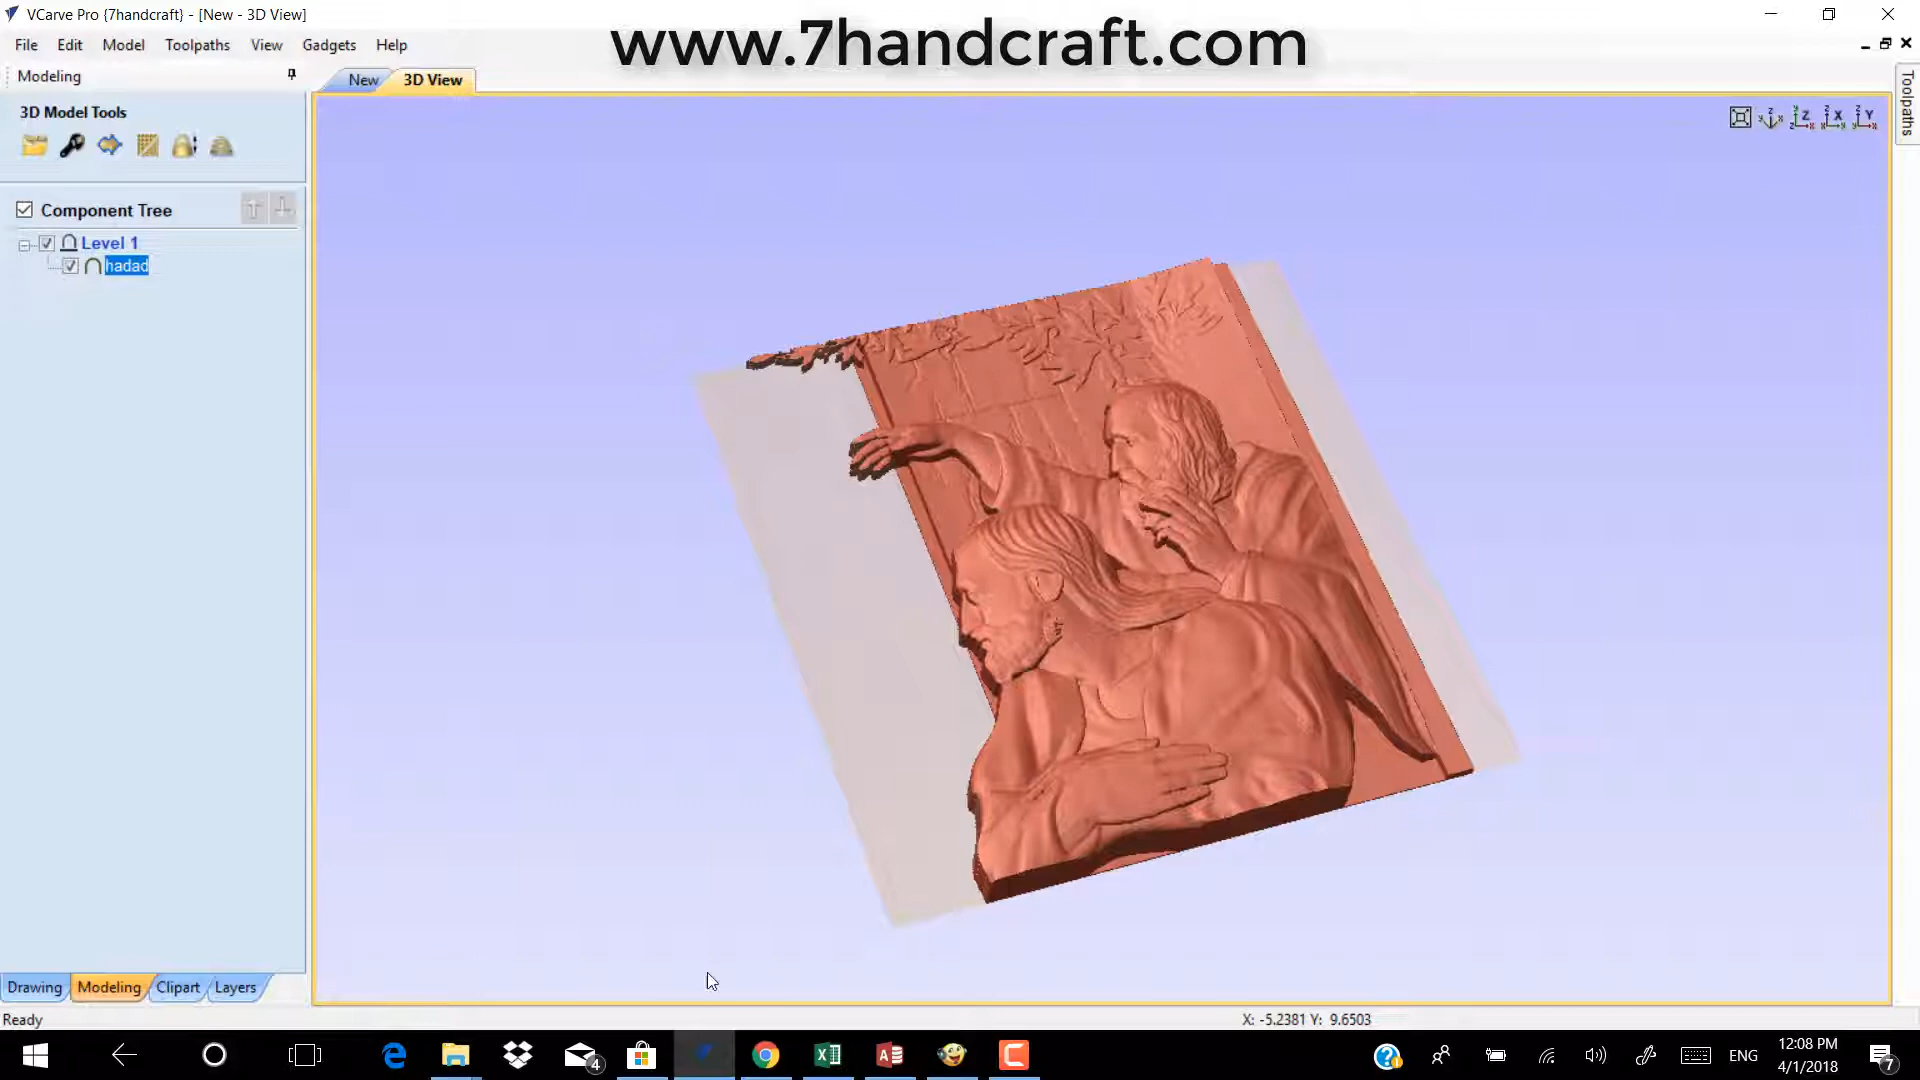 VCarve Pro {7handcraft} - [New - 3D View]
www.7handcraft.com
File Edit Model Toolpaths View Gadgets Help
Modeling
New 3D View
Toolpaths
3D Model Tools
Component Tree
Level 1
hadad
Drawing Modeling Clipart Layers
Ready
X: -5.2381 Y: 9.6503
4
ENG
12:08 PM
4/1/2018
7